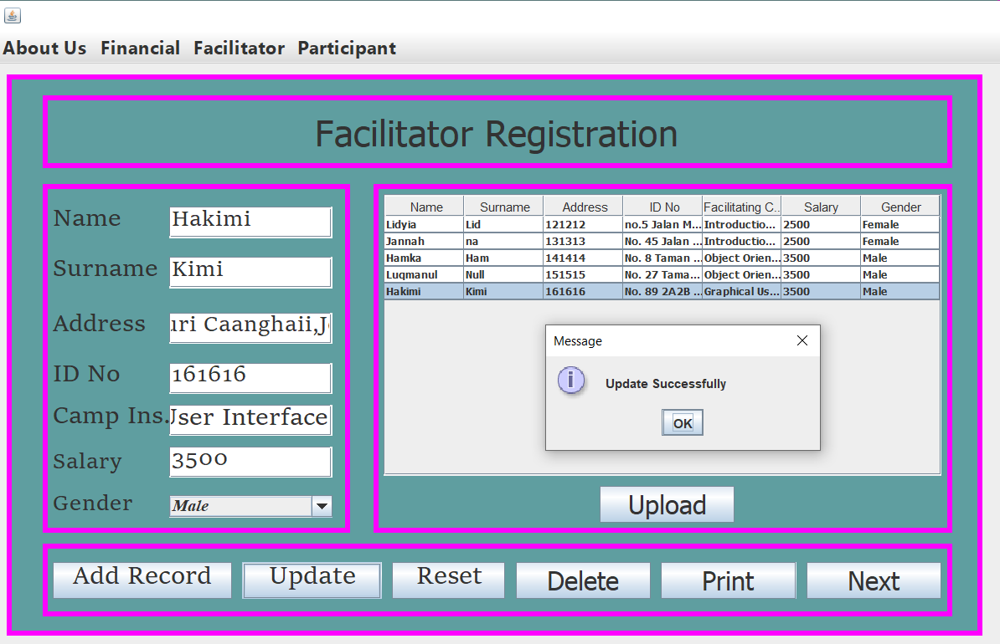 About Us Financial Facilitator Participant
Facilitator Registration
Name Hakimi
Surname Kimi
Address uri Caanghaii,J
ID No 161616
Camp Ins. User Interface
Salary 3500
Gender Male
Name Surname Address ID No Facilitating C... Salary Gender
Lidyia Lid 121212 no.5 Jalan M... Introductio... 2500 Female
Jannah na 131313 No. 45 Jalan ... Introductio... 2500 Female
Hamka Ham 141414 No. 8 Taman ... Object Orien... 3500 Male
Luqmanul Null 151515 No. 27 Tama... Object Orien... 3500 Male
Hakimi Kimi 161616 No. 89 2A2B ... Graphical Us... 3500 Male
Message
Update Successfully
OK
Upload
Add Record Update Reset Delete Print Next